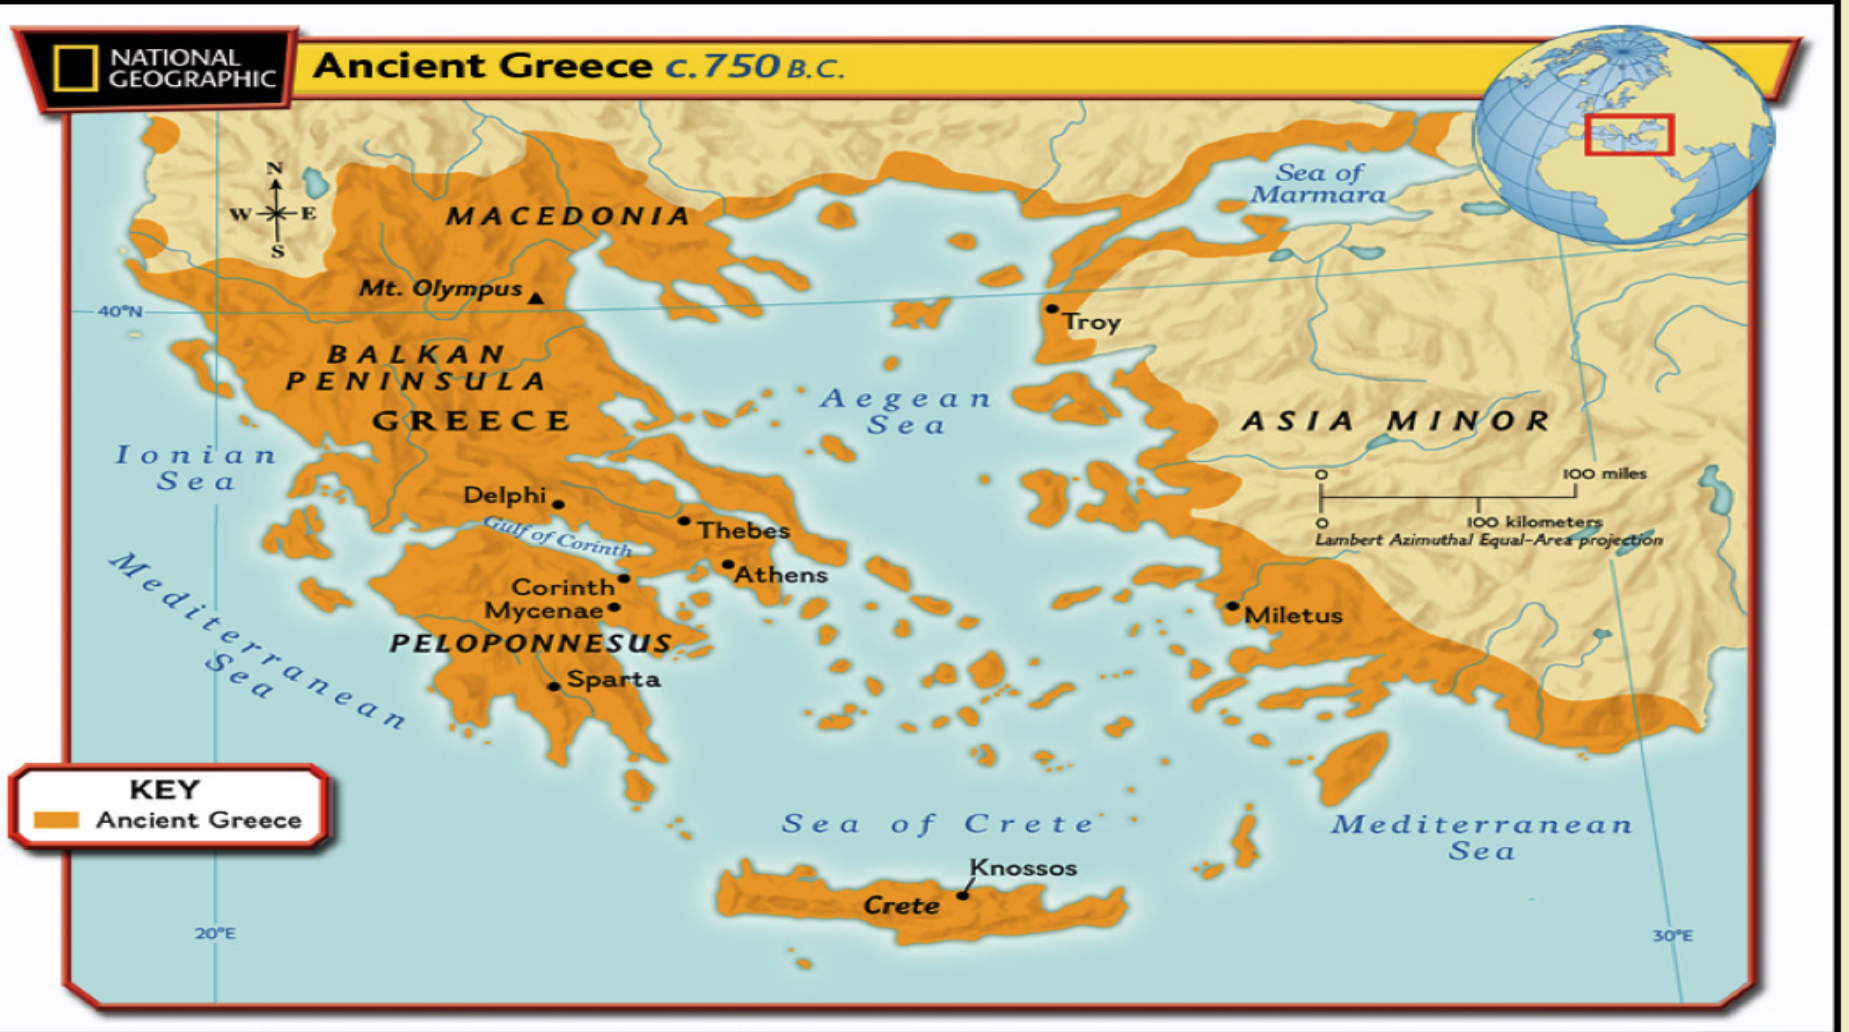 NATIONAL
GEOGRAPHIC
Ancient Greece c.750 B.C.
N
W E
S
MACEDONIA
Sea of
Marmara
Mt. Olympus
40°N
Troy
BALKAN
PENINSULA
GREECE
Aegean
Sea
ASIA MINOR
Ionian
Sea
0 100 miles
0 100 kilometers
Lambert Azimuthal Equal-Area projection
Delphi
Gulf of Corinth
Thebes
Athens
Corinth
Mycenae
Miletus
PELOPONNESUS
Sparta
Mediterranean
Sea
KEY
Ancient Greece
Sea of Crete
Mediterranean
Sea
Knossos
Crete
20°E
30°E